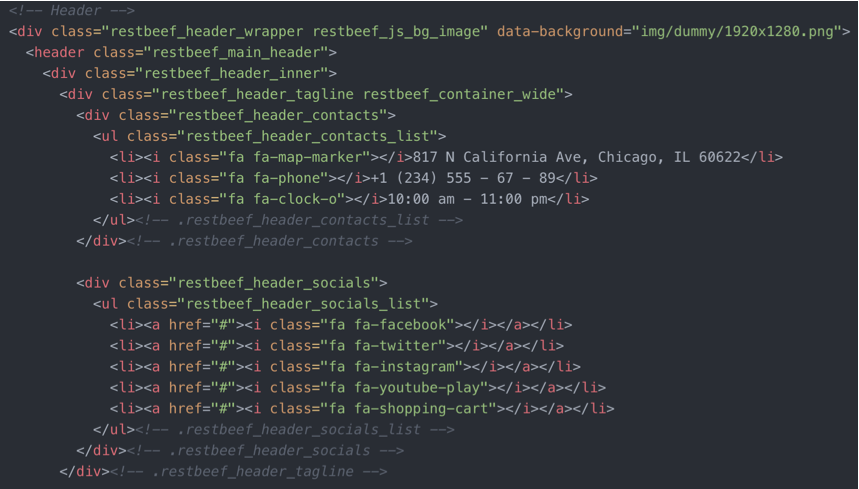 <!-- Header -->
<div class="restbeef_header_wrapper restbeef_js_bg_image" data-background="img/dummy/1920x1280.png">
<header class="restbeef_main_header">
<div class="restbeef_header_inner">
<div class="restbeef_header_tagline restbeef_container_wide">
<div class="restbeef_header_contacts">
<ul class="restbeef_header_contacts_list">
<li><i class="fa fa-map-marker"></i>817 N California Ave, Chicago, IL 60622</li>
<li><i class="fa fa-phone"></i>+1 (234) 555 - 67 - 89</li>
<li><i class="fa fa-clock-o"></i>10:00 am - 11:00 pm</li>
</ul><!-- .restbeef_header_contacts_list -->
</div><!-- .restbeef_header_contacts -->
<div class="restbeef_header_socials">
<ul class="restbeef_header_socials_list">
<li><a href="#"><i class="fa fa-facebook"></i></a></li>
<li><a href="#"><i class="fa fa-twitter"></i></a></li>
<li><a href="#"><i class="fa fa-instagram"></i></a></li>
<li><a href="#"><i class="fa fa-youtube-play"></i></a></li>
<li><a href="#"><i class="fa fa-shopping-cart"></i></a></li>
</ul><!-- .restbeef_header_socials_list -->
</div><!-- .restbeef_header_socials -->
</div><!-- .restbeef_header_tagline -->